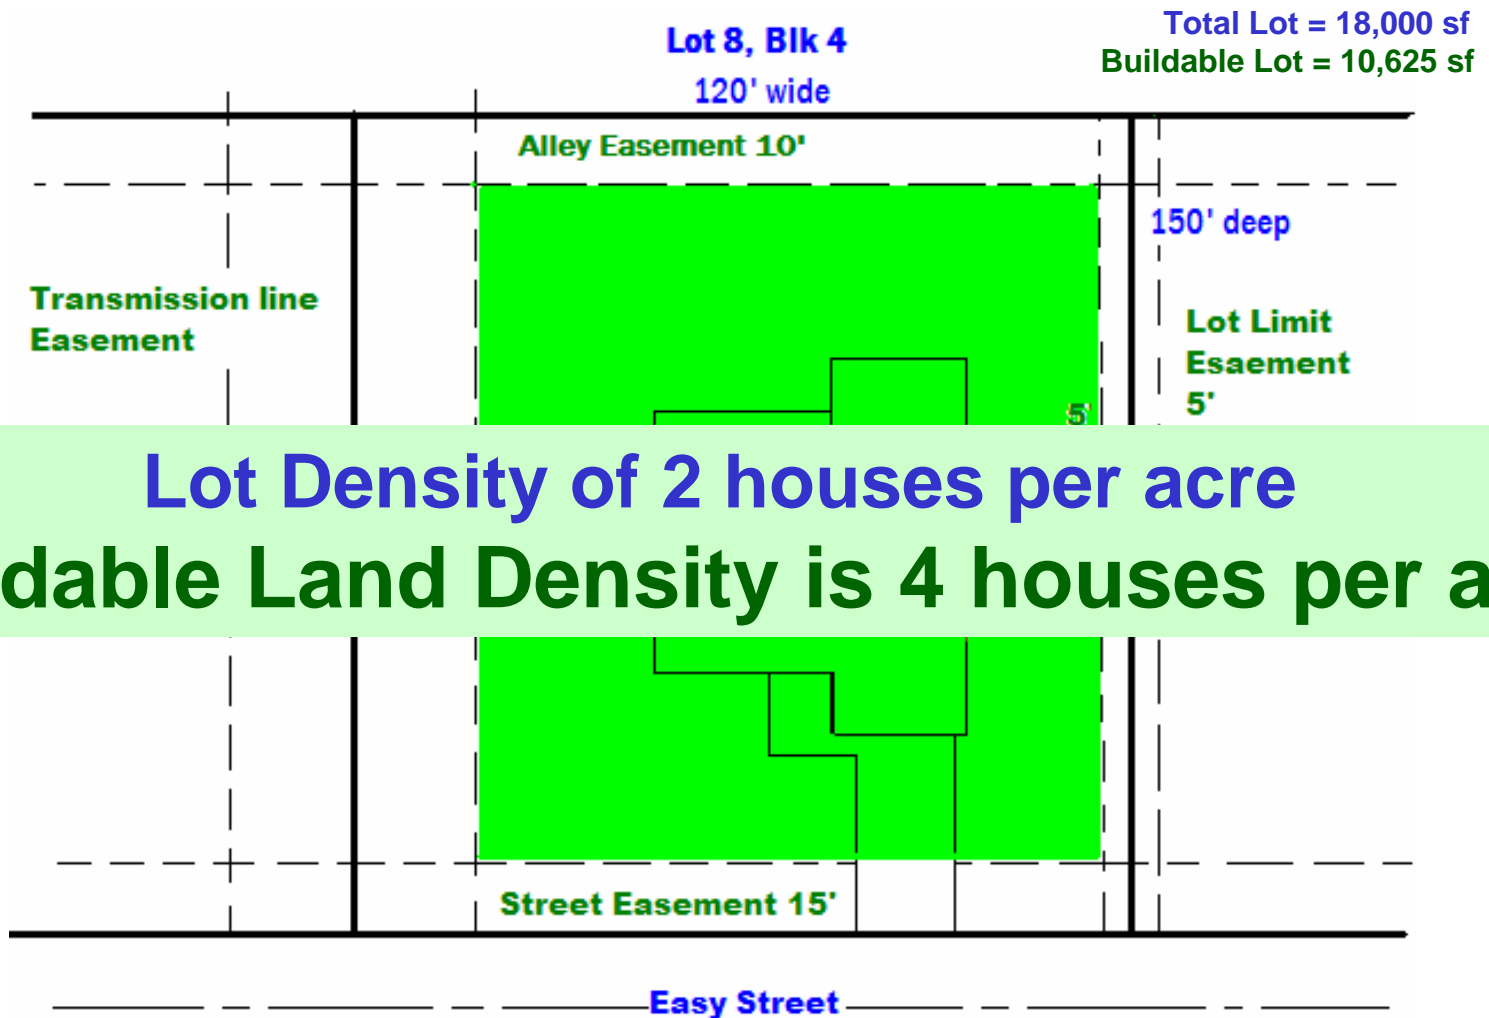 Total Lot = 18,000 sf
Lot 8, Blk 4
Buildable Lot = 10,625 sf
120' wide
Alley Easement 10'
150' deep
Transmission line
Easement
Lot Limit
Esaement
5'
5'
Lot Density of 2 houses per acre
dable Land Density is 4 houses per a
Street Easement 15'
Easy Street